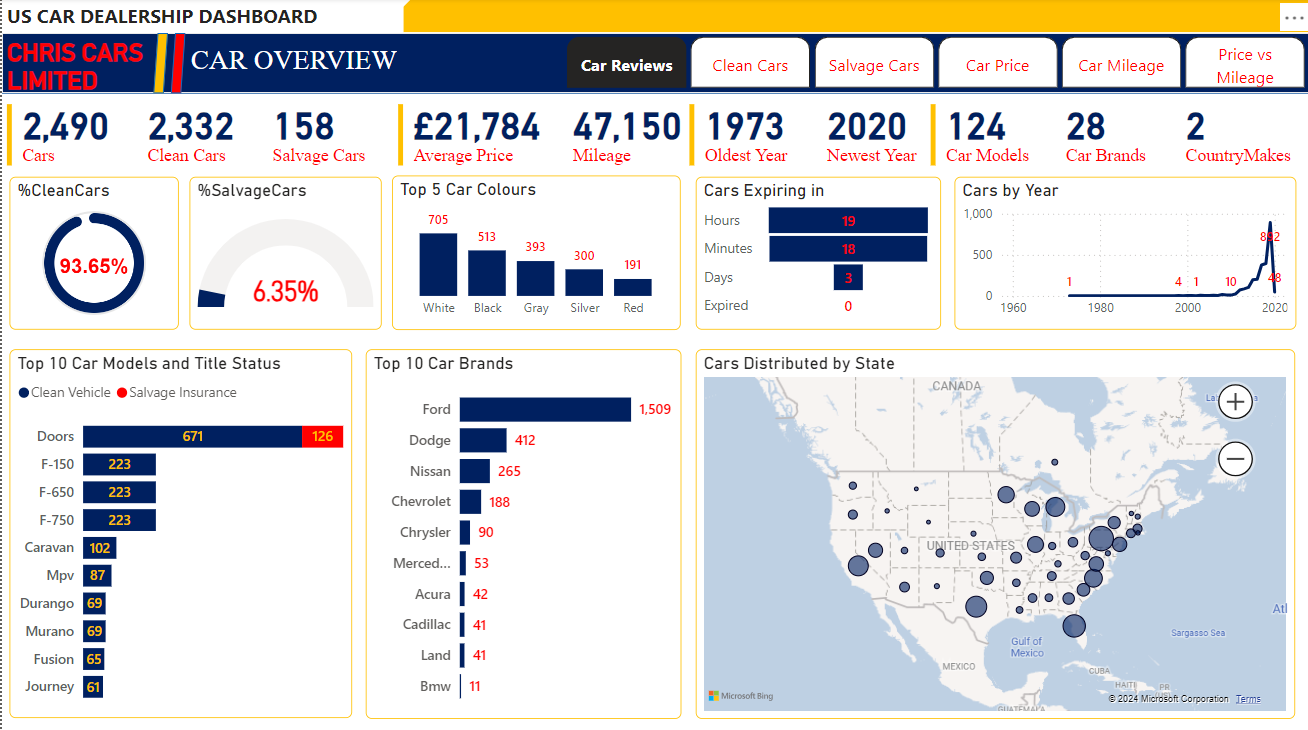 US CAR DEALERSHIP DASHBOARD
CHRIS CARS
LIMITED
CAR OVERVIEW
Car Reviews
Clean Cars
Salvage Cars
Car Price
Car Mileage
Price vs
Mileage
2,490
Cars
2,332
Clean Cars
158
Salvage Cars
£21,784
Average Price
47,150
Mileage
1973
Oldest Year
2020
Newest Year
124
Car Models
28
Car Brands
2
CountryMakes
%CleanCars
93.65%
%SalvageCars
6.35%
Top 5 Car Colours
705
513
393
300
191
White
Black
Gray
Silver
Red
Cars Expiring in
Hours 19
Minutes 18
Days 3
Expired 0
Cars by Year
1,000
500
0
1
4
1
10
892
48
1960
1980
2000
2020
Top 10 Car Models and Title Status
Clean Vehicle Salvage Insurance
Doors 671 126
F-150 223
F-650 223
F-750 223
Caravan 102
Mpv 87
Durango 69
Murano 69
Fusion 65
Journey 61
Top 10 Car Brands
Ford 1,509
Dodge 412
Nissan 265
Chevrolet 188
Chrysler 90
Merced... 53
Acura 42
Cadillac 41
Land 41
Bmw 11
Cars Distributed by State
CANADA
UNITED STATES
Gulf of
Mexico
MEXICO
Sargasso Sea
CUBA
HAITI
PR
GUATEMALA
Microsoft Bing
© 2024 Microsoft Corporation Terms